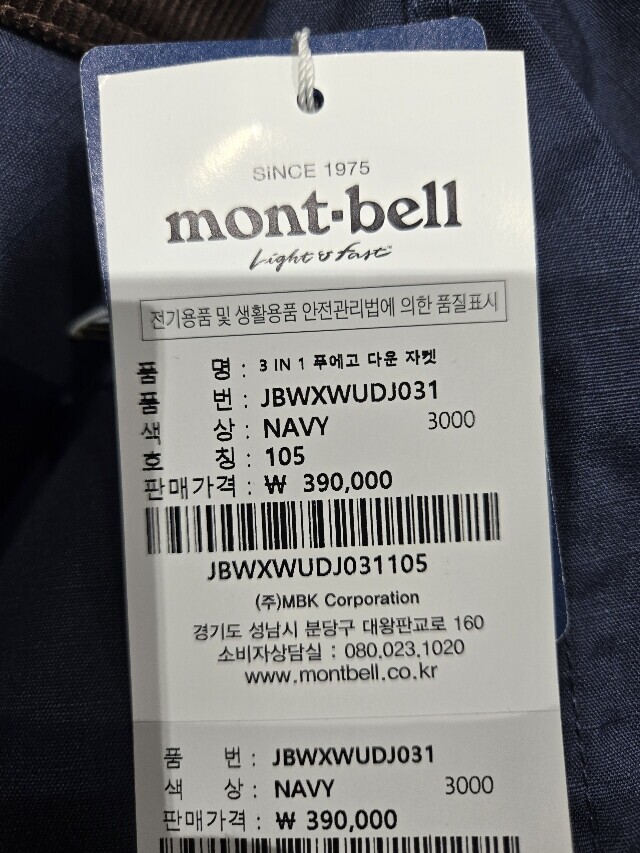 SINCE 1975
mont-bell
Light & Fast
전기용품 및 생활용품 안전관리법에 의한 품질표시
품 명 : 3 IN 1 푸에고 다운 자켓
품 번 : JBWXWUDJ031
색 상 : NAVY 3000
호 칭 : 105
판매가격 : ₩ 390,000
JBWXWUDJ031105
(주)MBK Corporation
경기도 성남시 분당구 대왕판교로 160
소비자상담실 : 080.023.1020
www.montbell.co.kr
품 번 : JBWXWUDJ031
색 상 : NAVY 3000
판매가격 : ₩ 390,000